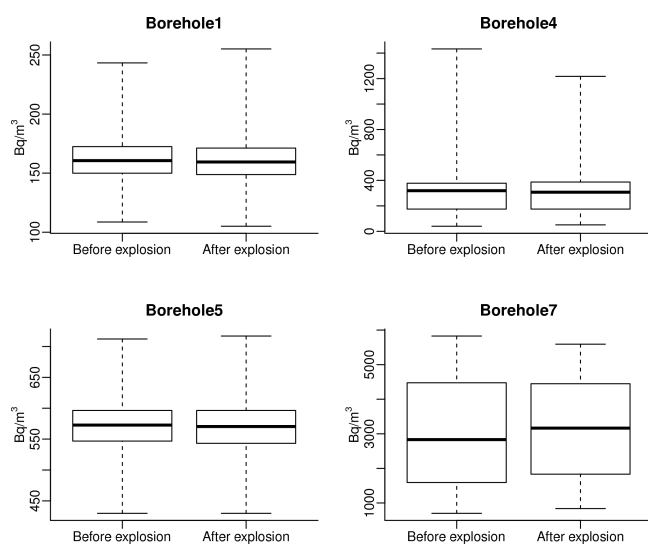 Borehole1
Bq/m³
250
200
150
100
Before explosion After explosion
Borehole4
Bq/m³
1200
800
400
0
Before explosion After explosion
Borehole5
Bq/m³
650
550
450
Before explosion After explosion
Borehole7
Bq/m³
5000
3000
1000
Before explosion After explosion